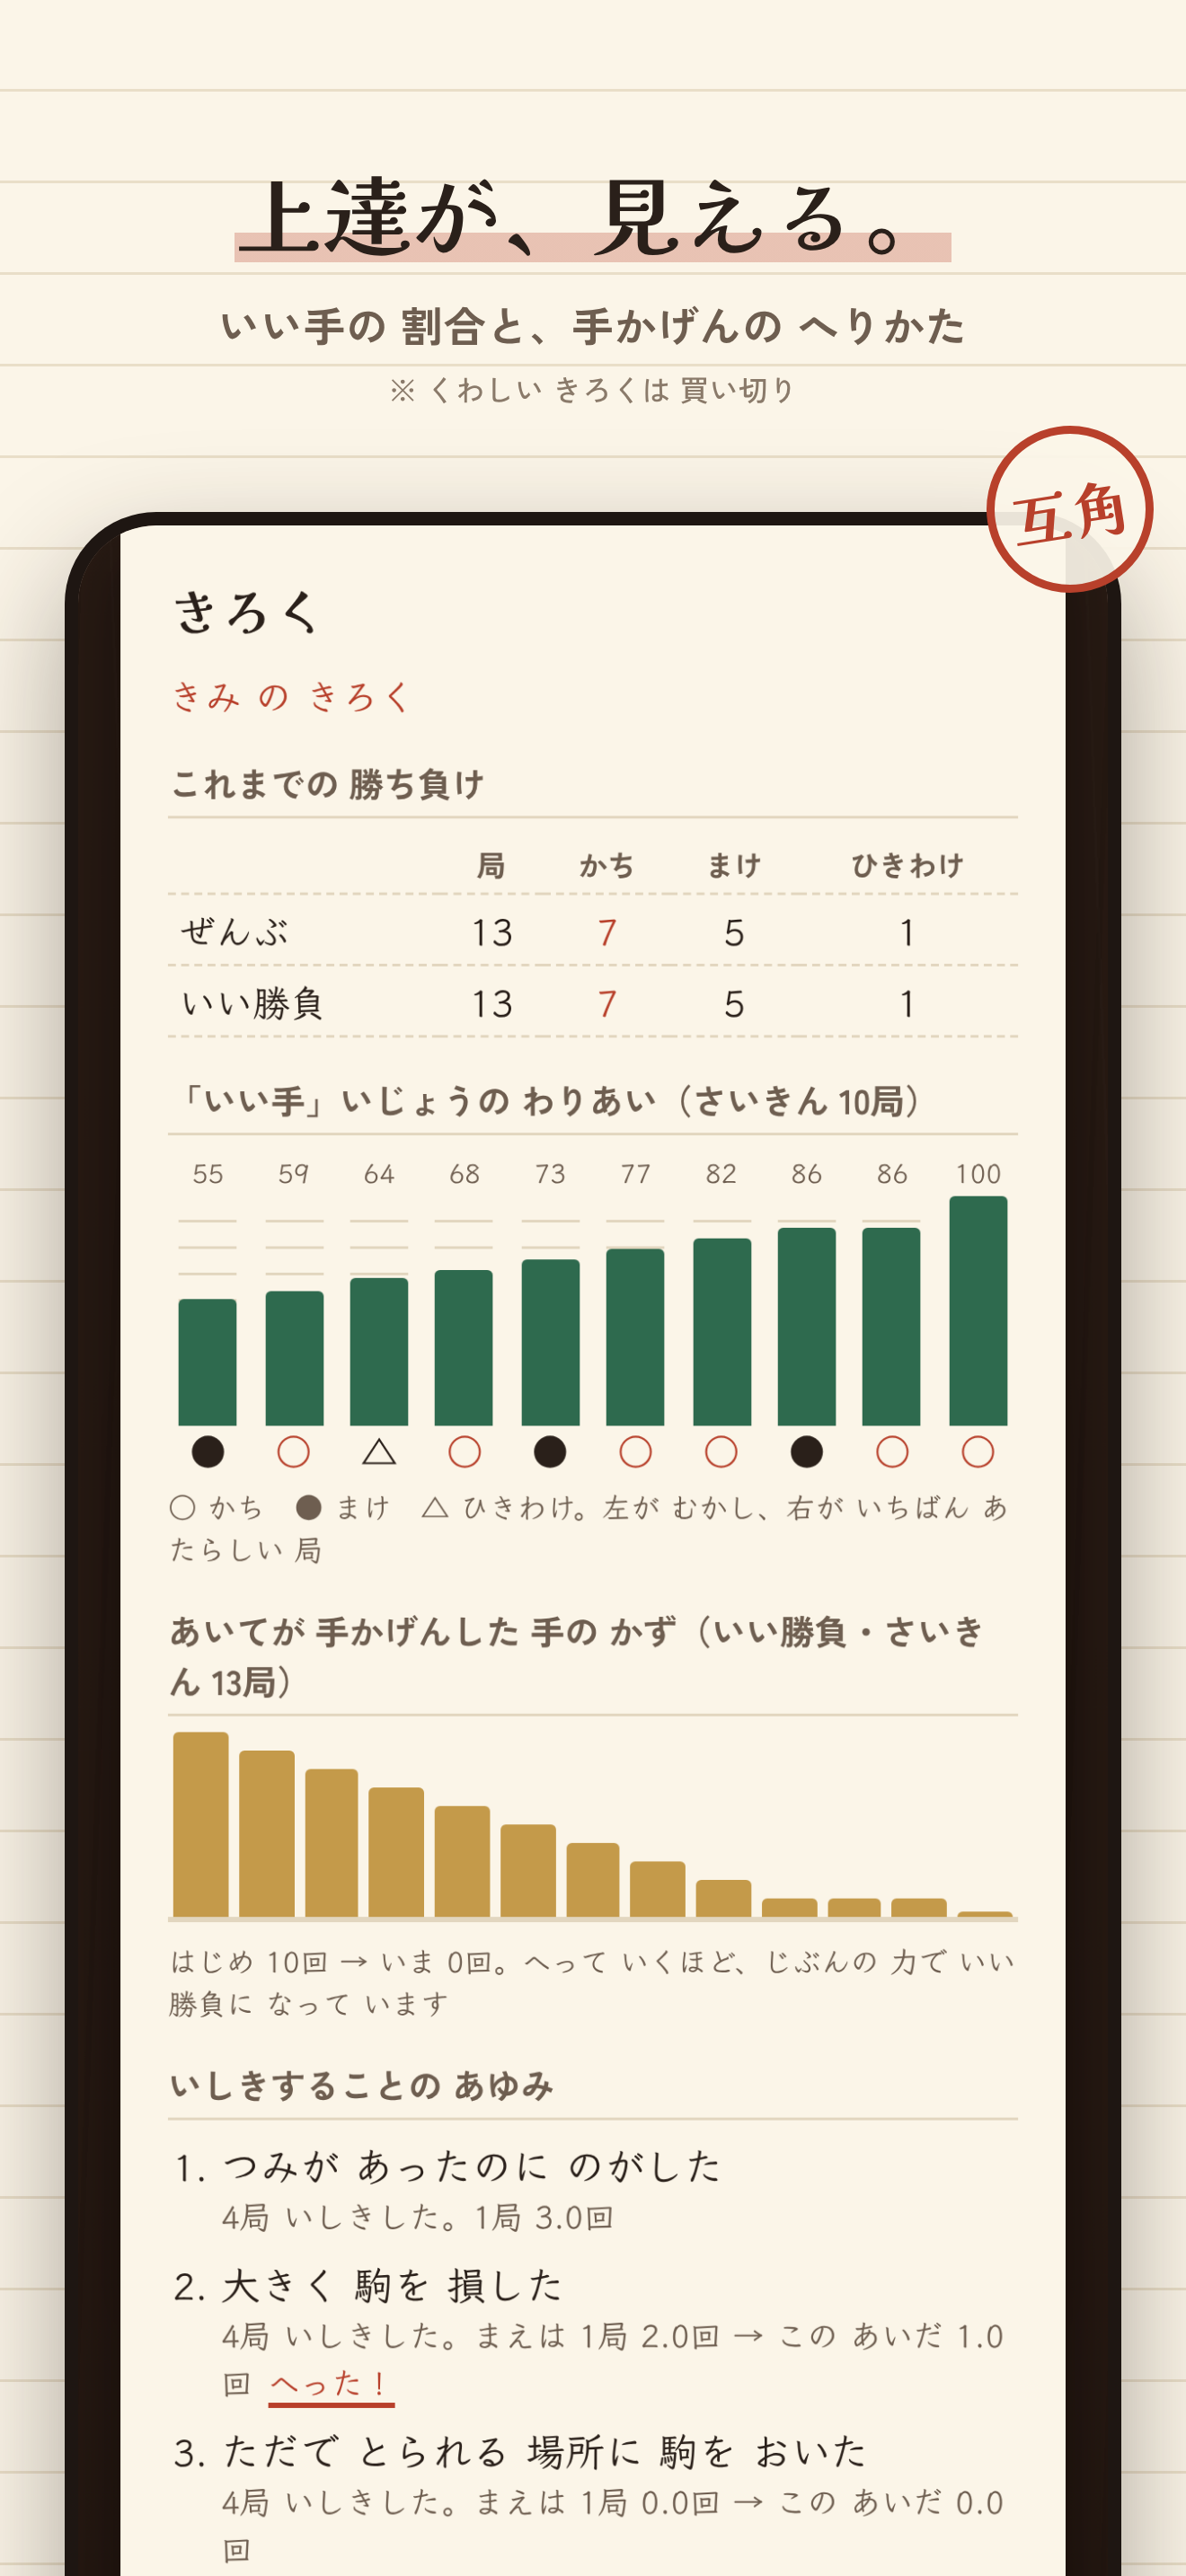 上達が、見える。
いい手の 割合と、手かげんの へりかた
※ くわしい きろくは 買い切り
互角
きろく
きみ の きろく
これまでの 勝ち負け
局 かち まけ ひきわけ
ぜんぶ 13 7 5 1
いい勝負 13 7 5 1
「いい手」いじょうの わりあい（さいきん 10局）
55 59 64 68 73 77 82 86 86 100
● ○ △ ○ ● ○ ○ ● ○ ○
○ かち ● まけ △ ひきわけ。左が むかし、右が いちばん あ
たらしい 局
あいてが 手かげんした 手の かず（いい勝負・さいき
ん 13局）
はじめ 10回 → いま 0回。へって いくほど、じぶんの 力で いい
勝負に なって います
いしきすることの あゆみ
1. つみが あったのに のがした
4局 いしきした。1局 3.0回
2. 大きく 駒を 損した
4局 いしきした。まえは 1局 2.0回 → この あいだ 1.0
回 へった！
3. ただで とられる 場所に 駒を おいた
4局 いしきした。まえは 1局 0.0回 → この あいだ 0.0
回